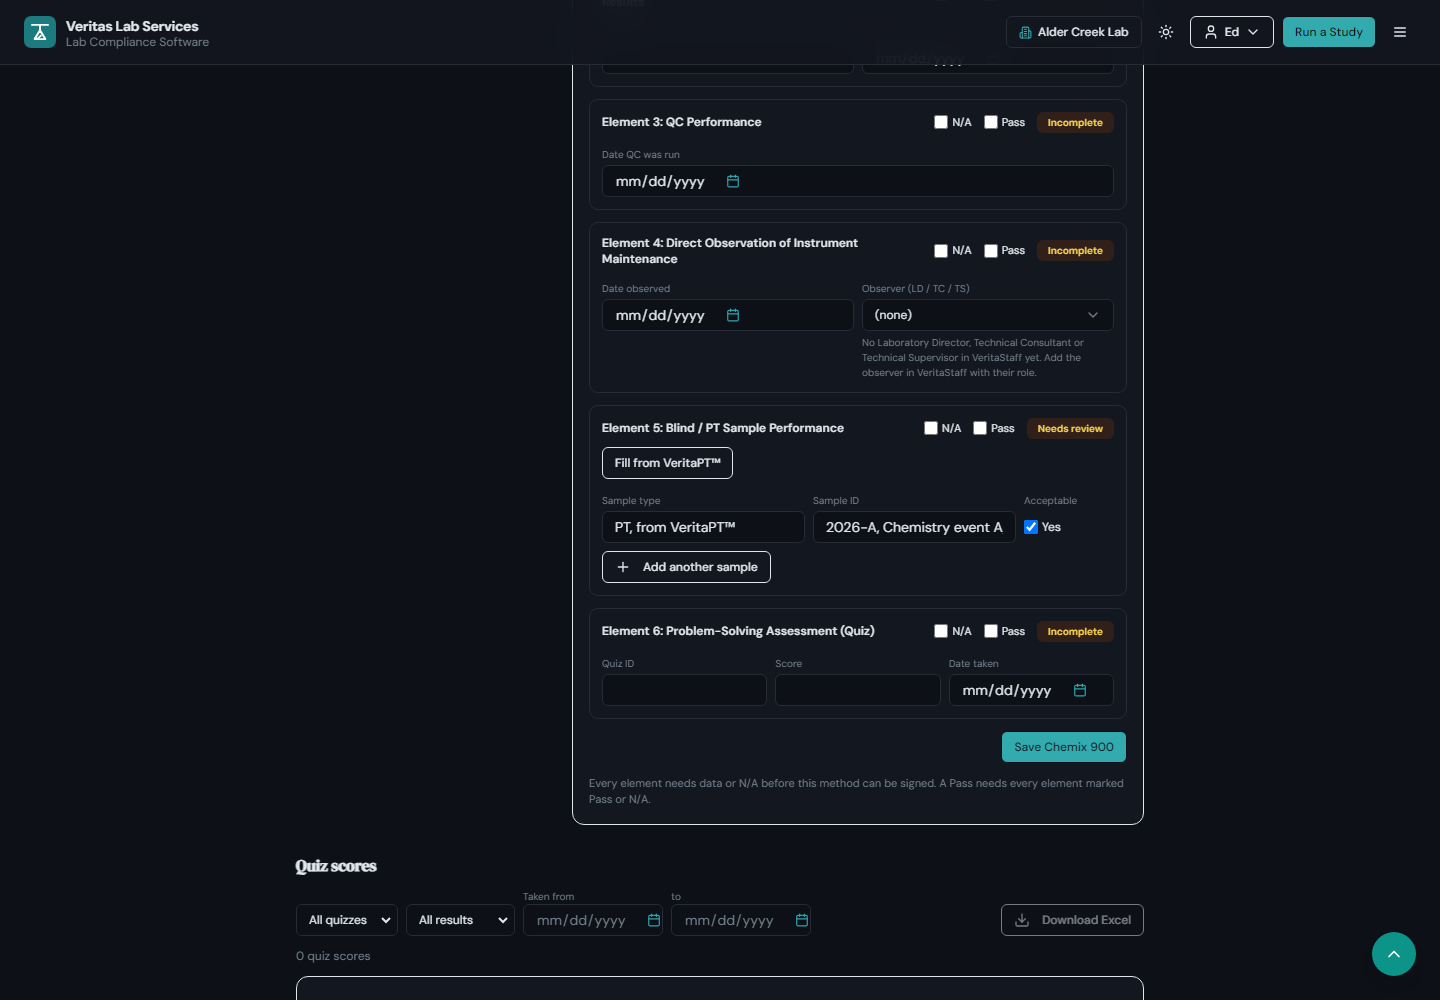 Veritas Lab Services
Lab Compliance Software
Alder Creek Lab
Ed
Run a Study
Element 3: QC Performance
N/A
Pass
Incomplete
Date QC was run
mm/dd/yyyy
Element 4: Direct Observation of Instrument
Maintenance
N/A
Pass
Incomplete
Date observed
Observer (LD / TC / TS)
mm/dd/yyyy
(none)
No Laboratory Director, Technical Consultant or
Technical Supervisor in VeritaStaff yet. Add the
observer in VeritaStaff with their role.
Element 5: Blind / PT Sample Performance
N/A
Pass
Needs review
Fill from VeritaPT™
Sample type
Sample ID
Acceptable
PT, from VeritaPT™
2026-A, Chemistry event A
Yes
Add another sample
Element 6: Problem-Solving Assessment (Quiz)
N/A
Pass
Incomplete
Quiz ID
Score
Date taken
mm/dd/yyyy
Save Chemix 900
Every element needs data or N/A before this method can be signed. A Pass needs every element marked
Pass or N/A.
Quiz scores
Taken from
to
All quizzes
All results
mm/dd/yyyy
mm/dd/yyyy
Download Excel
0 quiz scores